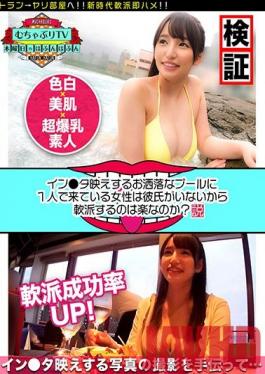 トラン→ヤリ部屋へ!!新時代軟派即ハメ!!
むちゃぶりTV
検証
色白
×
美肌
×
超爆乳
素人
イン●タ映えするお洒落なプールに
1人で来ている女性は彼氏がいないから
軟派するのは楽なのか?説
軟派成功率
UP!
イン●タ映えする写真の撮影を手伝って…